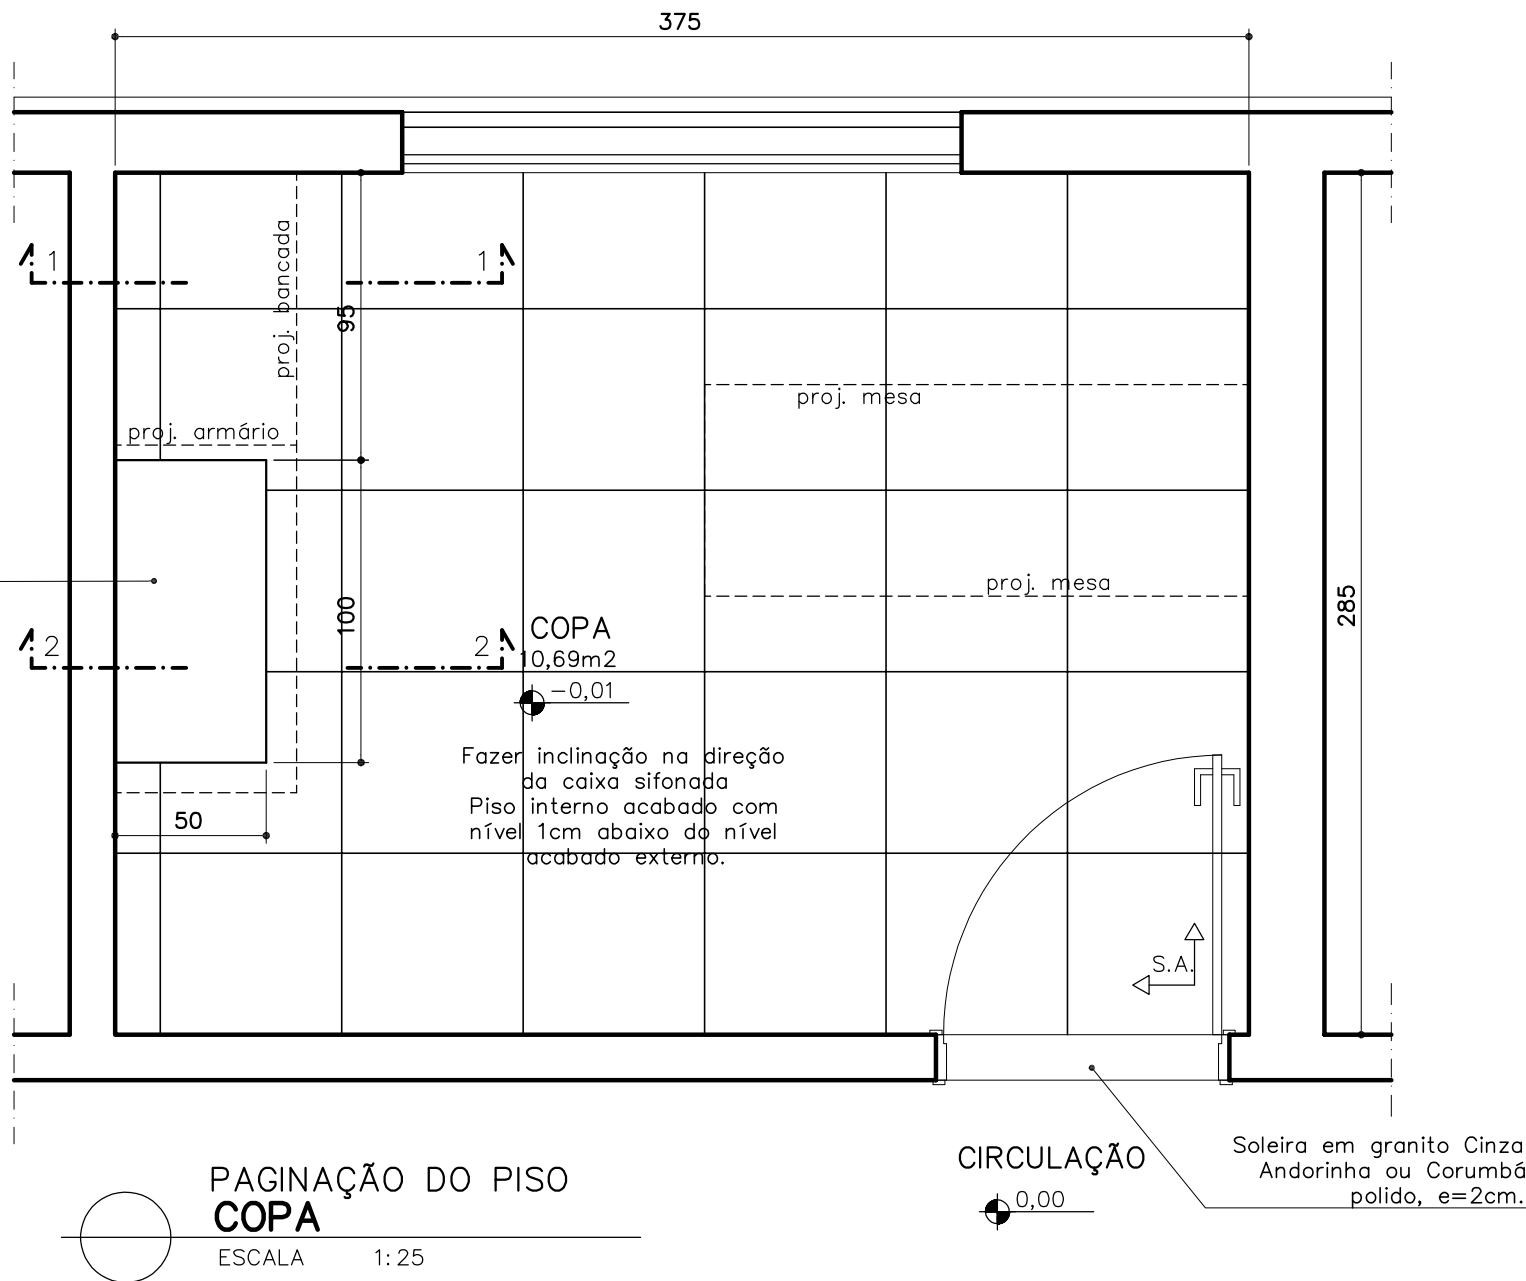 375
1
1
proj. bancada
95
proj. mesa
proj. armário
proj. mesa
100
285
2
2
COPA
10,69m2
-0,01
Fazer inclinação na direção
da caixa sifonada
Piso interno acabado com
nível 1cm abaixo do nível
acabado externo.
50
S.A.
CIRCULAÇÃO
0,00
Soleira em granito Cinza
Andorinha ou Corumbá
polido, e=2cm.
PAGINAÇÃO DO PISO
COPA
ESCALA 1:25